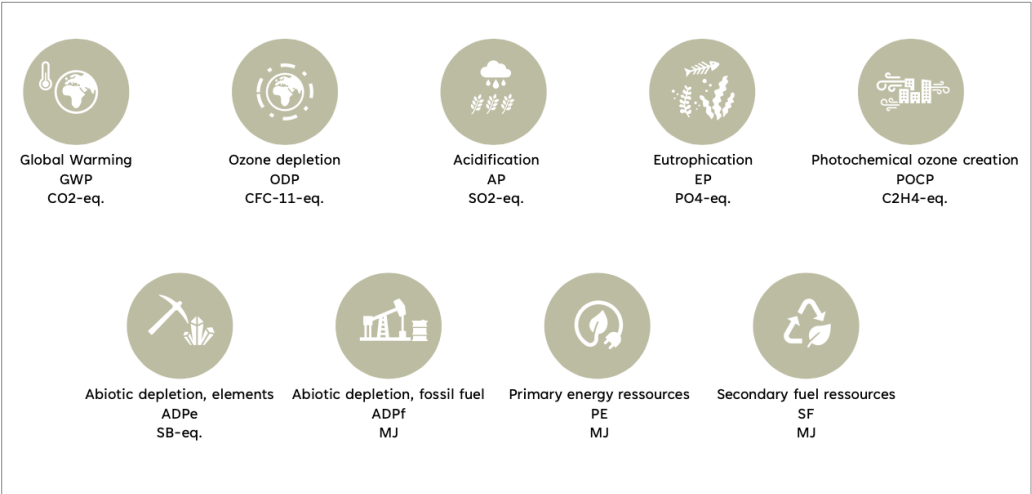 Global Warming
GWP
CO2-eq.
Ozone depletion
ODP
CFC-11-eq.
Acidification
AP
SO2-eq.
Eutrophication
EP
PO4-eq.
Photochemical ozone creation
POCP
C2H4-eq.
Abiotic depletion, elements
ADPe
SB-eq.
Abiotic depletion, fossil fuel
ADPf
MJ
Primary energy ressources
PE
MJ
Secondary fuel ressources
SF
MJ